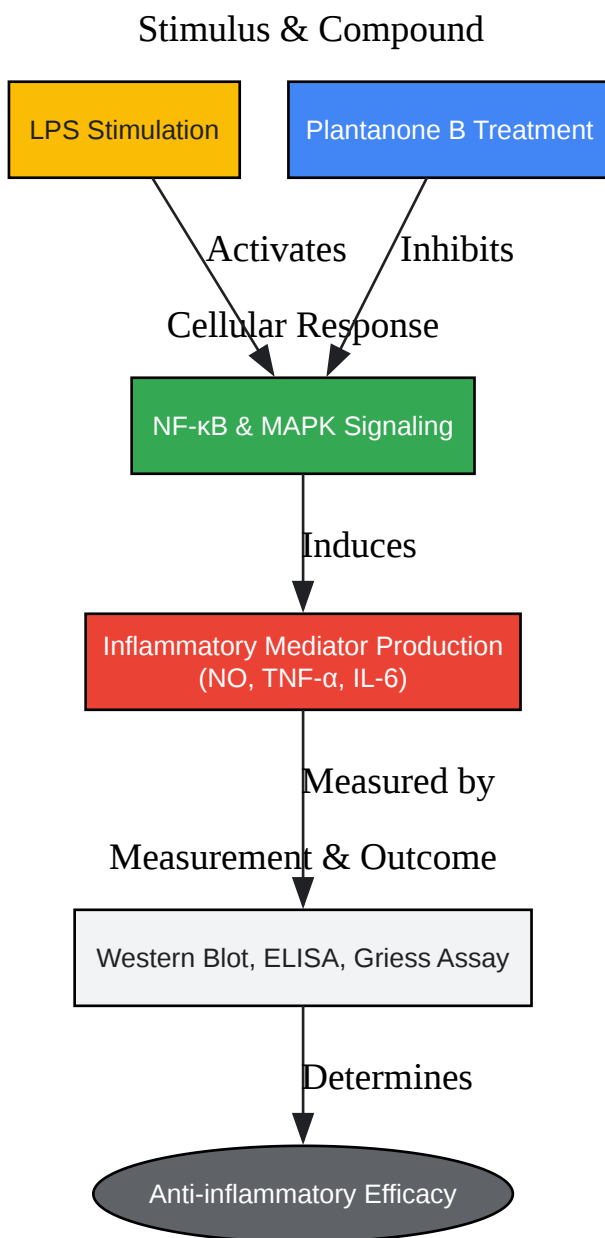 Stimulus & Compound
LPS Stimulation
Plantanone B Treatment
Activates
Inhibits
Cellular Response
NF-κB & MAPK Signaling
Induces
Inflammatory Mediator Production
(NO, TNF-α, IL-6)
Measured by
Measurement & Outcome
Western Blot, ELISA, Griess Assay
Determines
Anti-inflammatory Efficacy